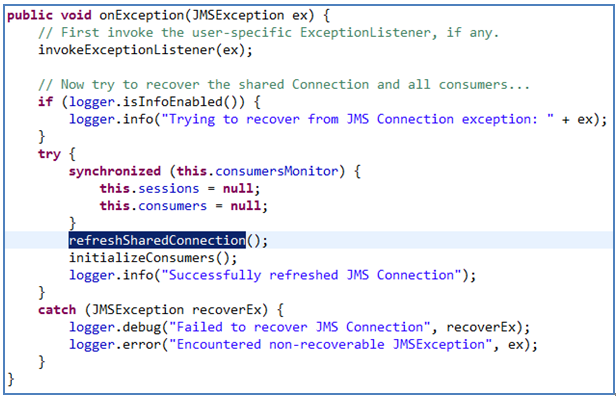 public void onException(JMSException ex) {
    // First invoke the user-specific ExceptionListener, if any.
    invokeExceptionListener(ex);

    // Now try to recover the shared Connection and all consumers...
    if (logger.isInfoEnabled()) {
        logger.info("Trying to recover from JMS Connection exception: " + ex);
    }
    try {
        synchronized (this.consumersMonitor) {
            this.sessions = null;
            this.consumers = null;
        }
        refreshSharedConnection();
        initializeConsumers();
        logger.info("Successfully refreshed JMS Connection");
    }
    catch (JMSException recoverEx) {
        logger.debug("Failed to recover JMS Connection", recoverEx);
        logger.error("Encountered non-recoverable JMSException", ex);
    }
}